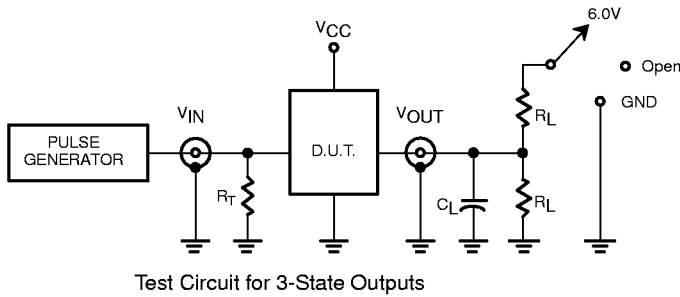 6.0V
VCC
Open
VIN
VOUT
RL
GND
PULSE
GENERATOR
D.U.T.
RT
CL
RL
Test Circuit for 3-State Outputs